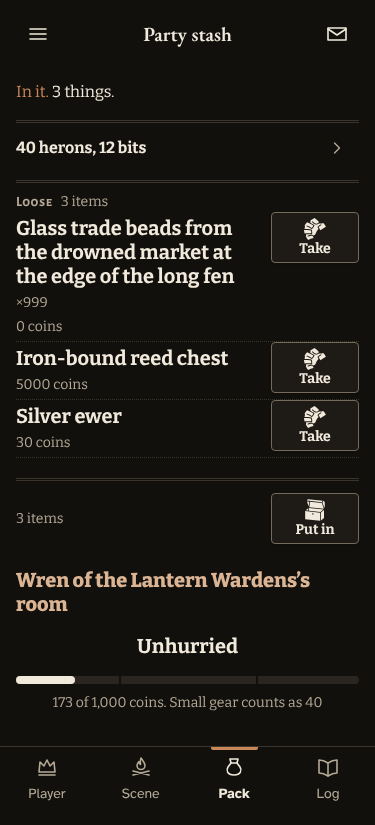 Party stash
In it. 3 things.
40 herons, 12 bits
Loose 3 items
Glass trade beads from
the drowned market at
the edge of the long fen
Take
×999
0 coins
Iron-bound reed chest
Take
5000 coins
Silver ewer
Take
30 coins
3 items
Put in
Wren of the Lantern Wardens’s
room
Unhurried
173 of 1,000 coins. Small gear counts as 40
Player
Scene
Pack
Log